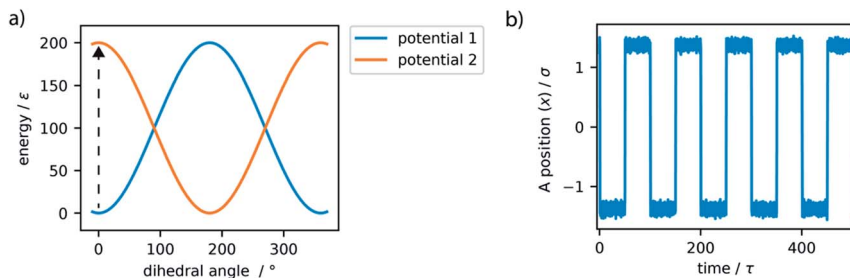 a)
energy / ε
200
150
100
50
0
0 100 200 300
dihedral angle / °
potential 1
potential 2
b)
A position (x) / σ
1
0
−1
0 200 400
time / τ